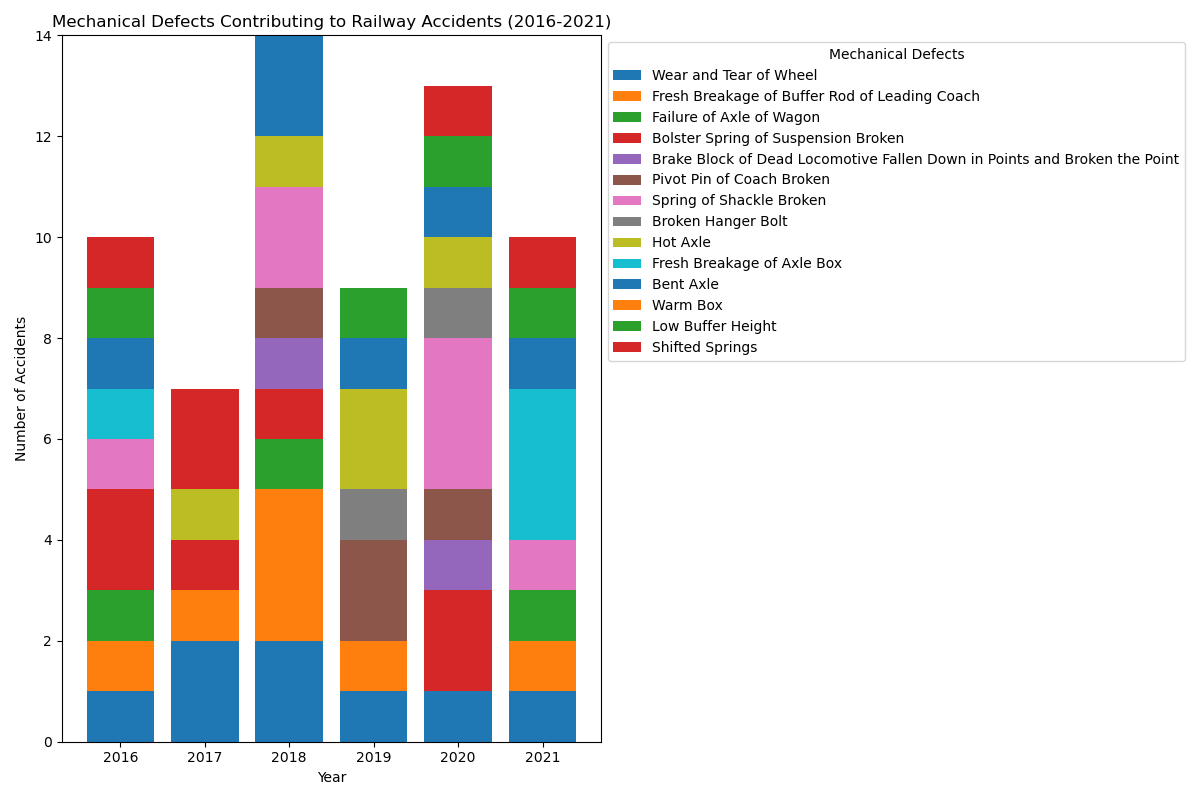 Mechanical Defects Contributing to Railway Accidents (2016-2021)
Number of Accidents
14
12
10
8
6
4
2
0
2016 2017 2018 2019 2020 2021
Year
Mechanical Defects
Wear and Tear of Wheel
Fresh Breakage of Buffer Rod of Leading Coach
Failure of Axle of Wagon
Bolster Spring of Suspension Broken
Brake Block of Dead Locomotive Fallen Down in Points and Broken the Point
Pivot Pin of Coach Broken
Spring of Shackle Broken
Broken Hanger Bolt
Hot Axle
Fresh Breakage of Axle Box
Bent Axle
Warm Box
Low Buffer Height
Shifted Springs